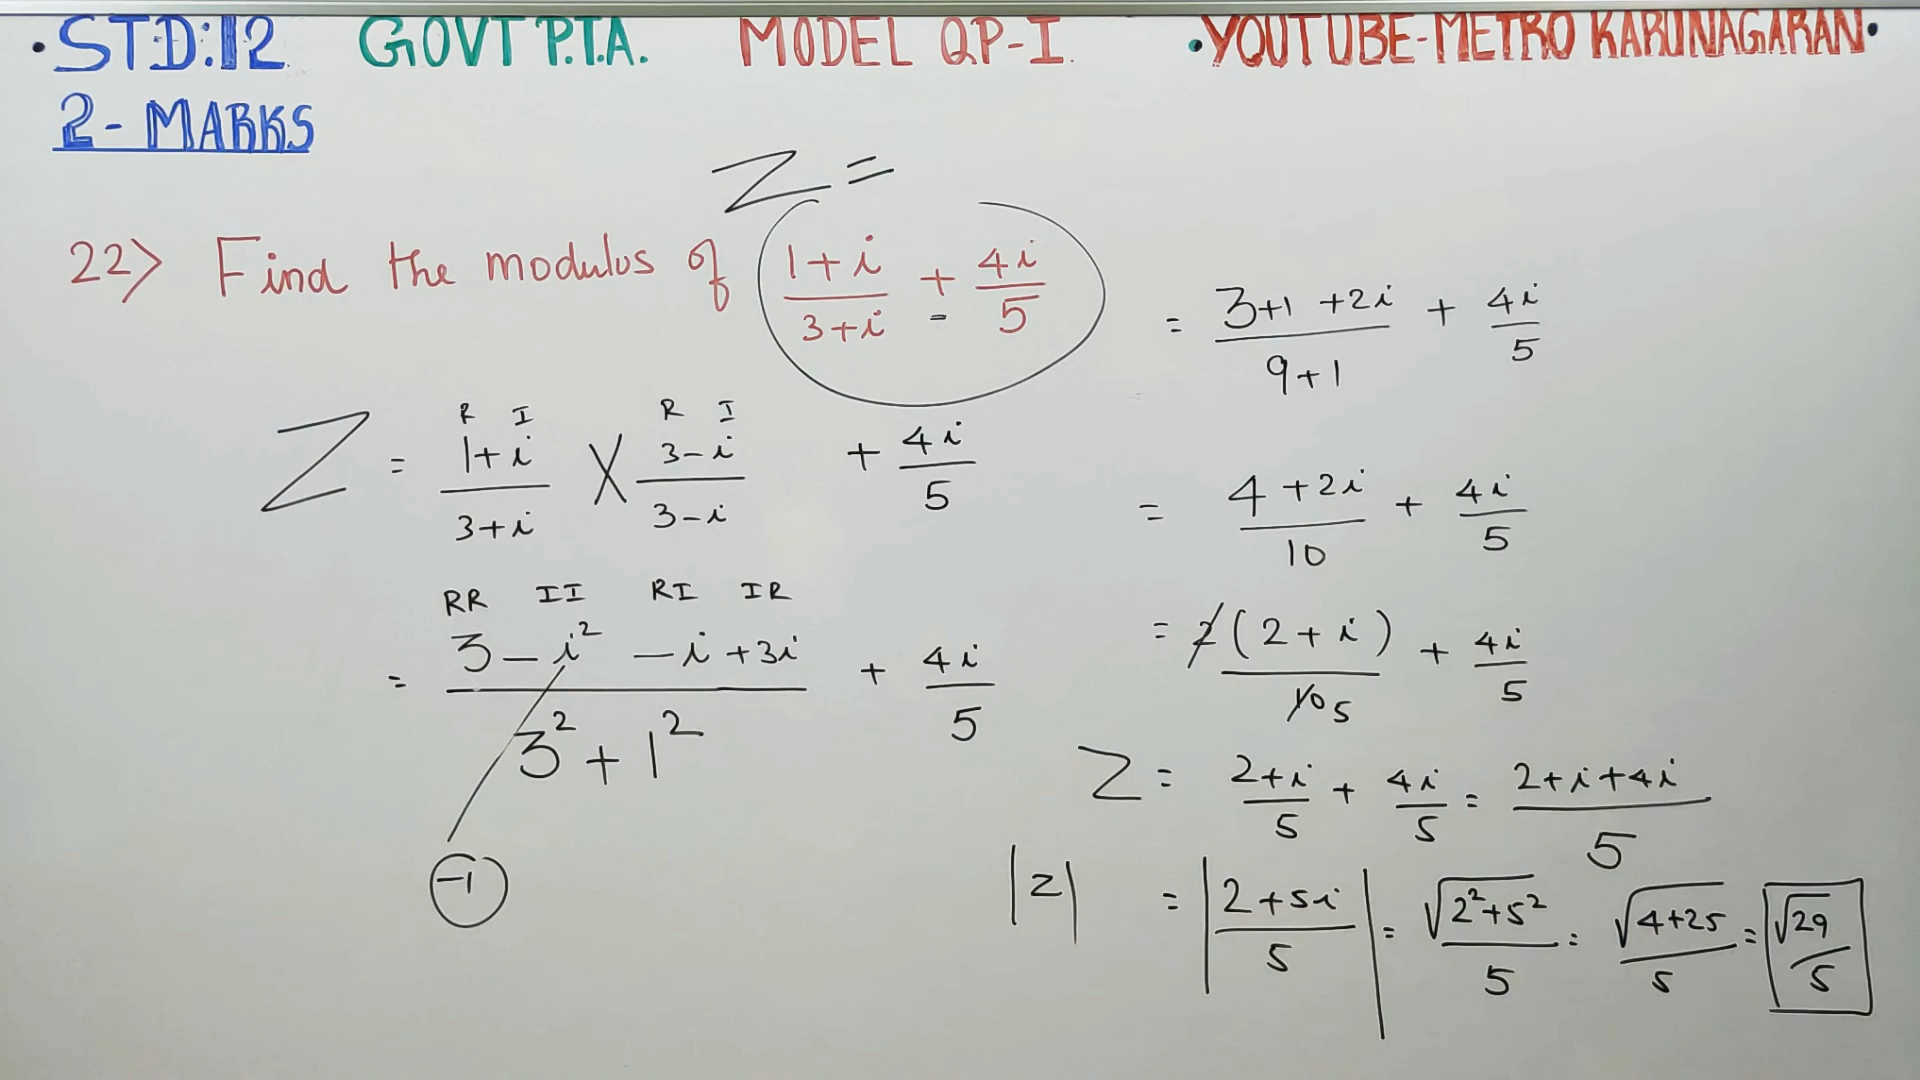 •STD:12 GOVT P.T.A. MODEL QP-I. •YOUTUBE-METRO KARUNAGARAN•
2-MARKS
Z =
22> Find the modulus of (1+i)/(3+i) + 4i/5
Z = (1+i)/(3+i) × (3-i)/(3-i) + 4i/5
R I R I
RR II RI IR
= (3 - i² - i + 3i)/(3² + 1²) + 4i/5
-1
= (3+1+2i)/(9+1) + 4i/5
= (4+2i)/10 + 4i/5
= 2(2+i)/10 5 + 4i/5
Z = (2+i)/5 + 4i/5 = (2+i+4i)/5
|z| = |(2+5i)/5| = √(2²+5²)/5 = √(4+25)/5 = √29/5